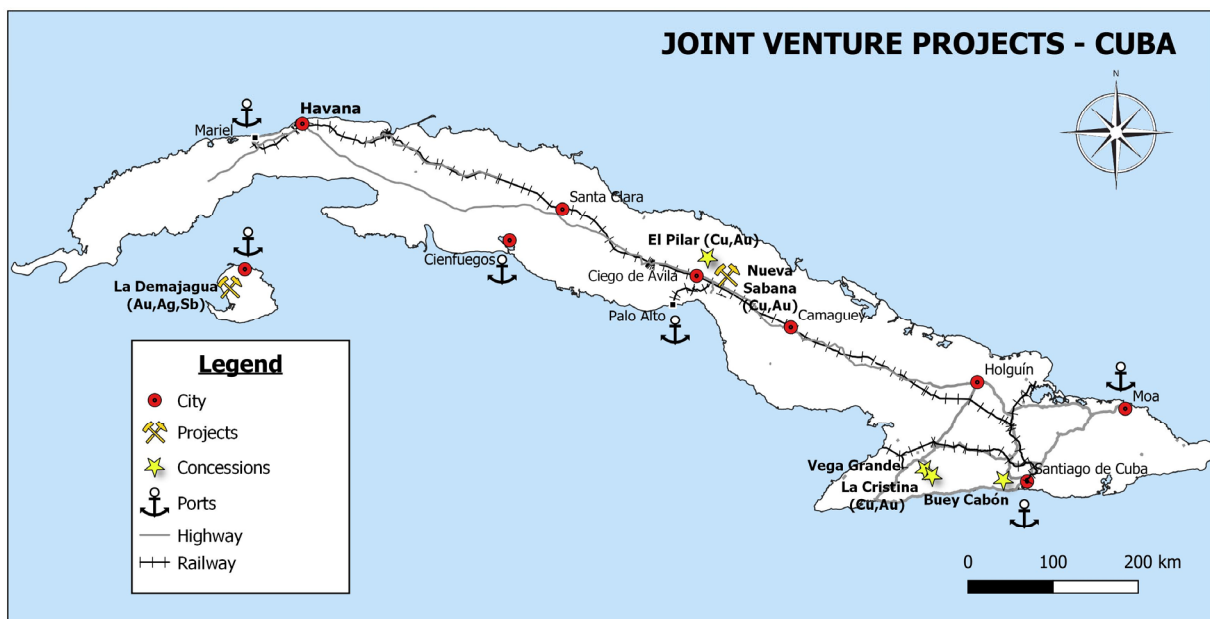 JOINT VENTURE PROJECTS - CUBA
N
Havana
Mariel
Santa Clara
El Pilar (Cu,Au)
Cienfuegos
Ciego de Avila
Nueva
Sabana
(Cu,Au)
La Demajagua
(Au,Ag,Sb)
Palo Alto
Camaguey
Holguín
Moa
Vega Grande
La Cristina
(Cu,Au)
Buey Cabón
Santiago de Cuba
Legend
City
Projects
Concessions
Ports
Highway
Railway
0 100 200 km